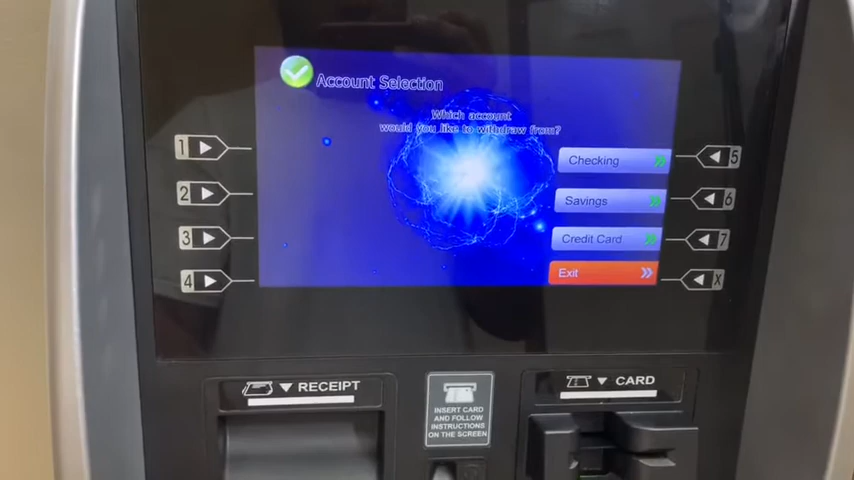 Account Selection
Which account
would you like to withdraw from?
1
2
3
4
Checking
Savings
Credit Card
Exit
5
6
7
X
RECEIPT
INSERT CARD
AND FOLLOW
INSTRUCTIONS
ON THE SCREEN
CARD